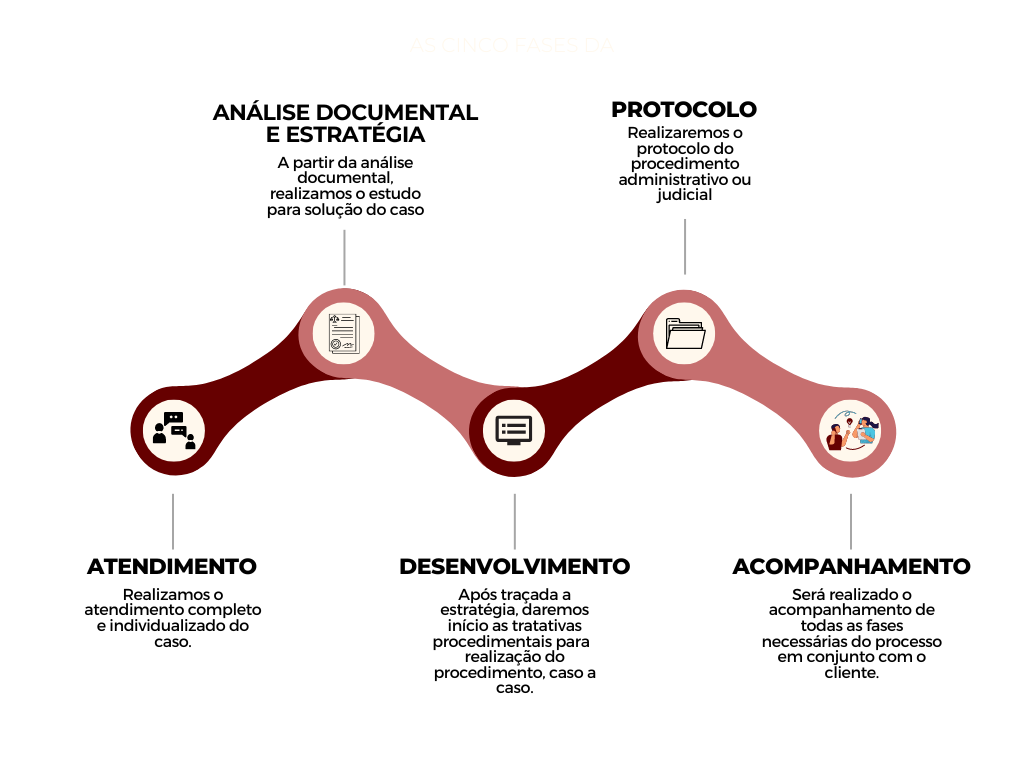 AS CINCO FASES DA
ANÁLISE DOCUMENTAL
E ESTRATÉGIA
A partir da análise
documental,
realizamos o estudo
para solução do caso
PROTOCOLO
Realizaremos o
protocolo do
procedimento
administrativo ou
judicial
ATENDIMENTO
Realizamos o
atendimento completo
e individualizado do
caso.
DESENVOLVIMENTO
Após traçada a
estratégia, daremos
início as tratativas
procedimentais para
realização do
procedimento, caso a
caso.
ACOMPANHAMENTO
Será realizado o
acompanhamento de
todas as fases
necessárias do processo
em conjunto com o
cliente.